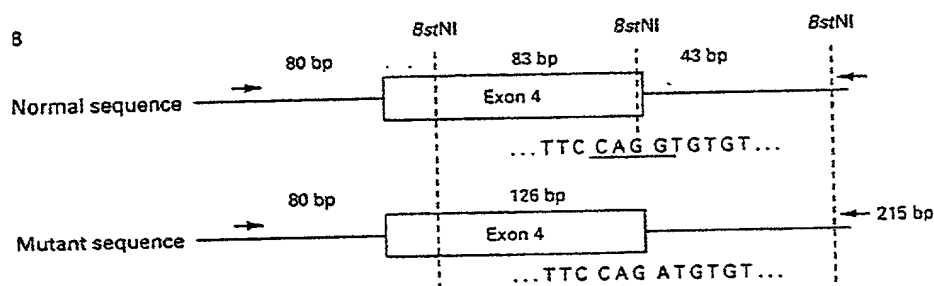 B
BstNI BstNI BstNI
80 bp 83 bp 43 bp
Normal sequence Exon 4
...TTC CAG GTGTGT...
80 bp 126 bp
215 bp
Mutant sequence Exon 4
...TTC CAG ATGTGT...